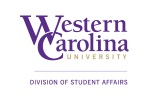 Western
Carolina
UNIVERSITY
DIVISION OF STUDENT AFFAIRS